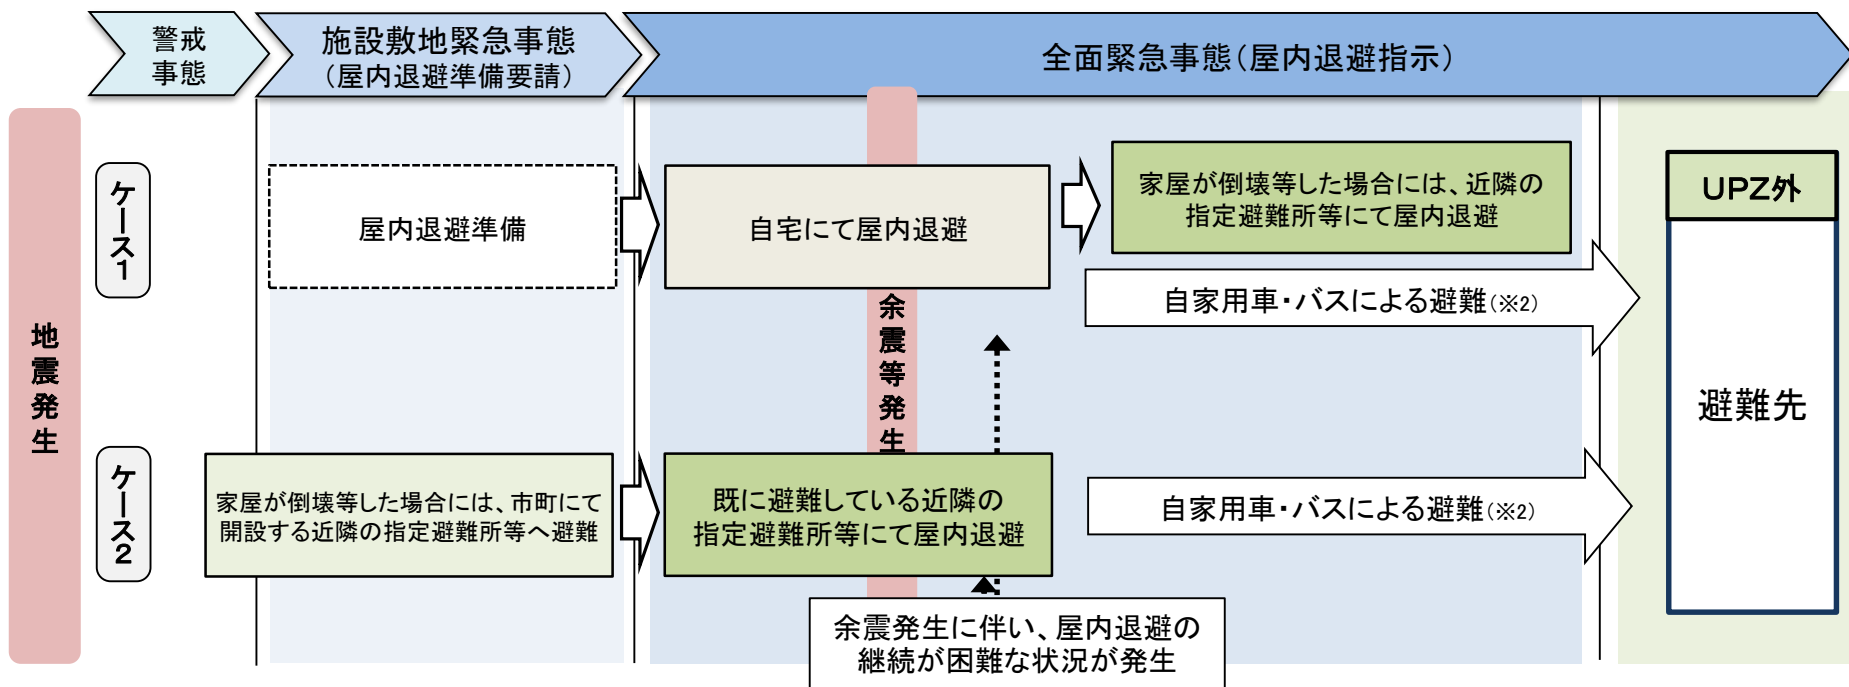 警戒
事態
施設敷地緊急事態
（屋内退避準備要請）
全面緊急事態（屋内退避指示）
地震発生
ケース１
屋内退避準備
自宅にて屋内退避
家屋が倒壊等した場合には、近隣の
指定避難所等にて屋内退避
自家用車・バスによる避難（※2）
余震等発生
UPZ外
避難先
ケース２
家屋が倒壊等した場合には、市町にて
開設する近隣の指定避難所等へ避難
既に避難している近隣の
指定避難所等にて屋内退避
自家用車・バスによる避難（※2）
余震発生に伴い、屋内退避の
継続が困難な状況が発生